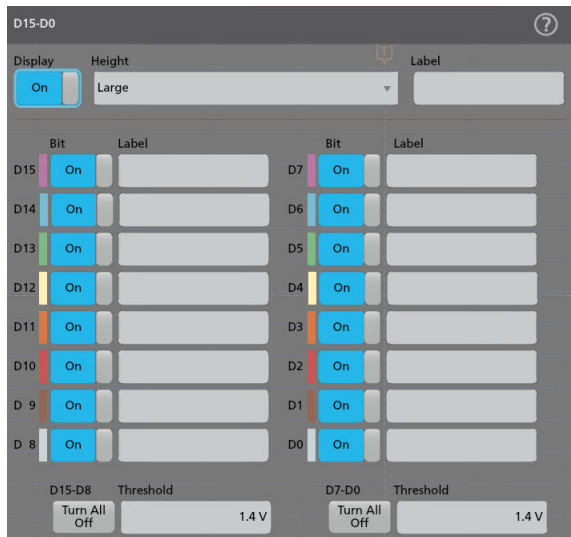 D15-D0 ?
Display Height T Label
On Large
Bit Label Bit Label
D15 On D7 On
D14 On D6 On
D13 On D5 On
D12 On D4 On
D11 On D3 On
D10 On D2 On
D 9 On D1 On
D 8 On D0 On
D15-D8 Threshold D7-D0 Threshold
Turn All Off 1.4 V Turn All Off 1.4 V